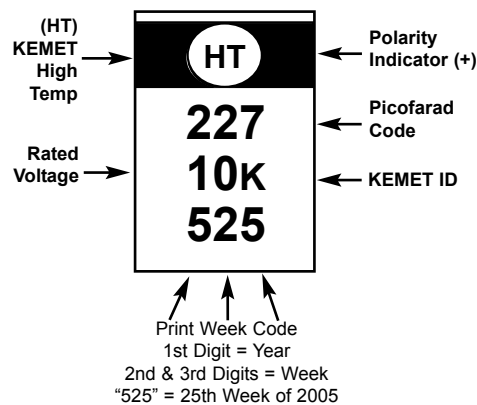 (HT)
KEMET
High
Temp
HT
Polarity
Indicator (+)
227
Picofarad
Code
Rated
Voltage
10K
KEMET ID
525
Print Week Code
1st Digit = Year
2nd & 3rd Digits = Week
“525” = 25th Week of 2005